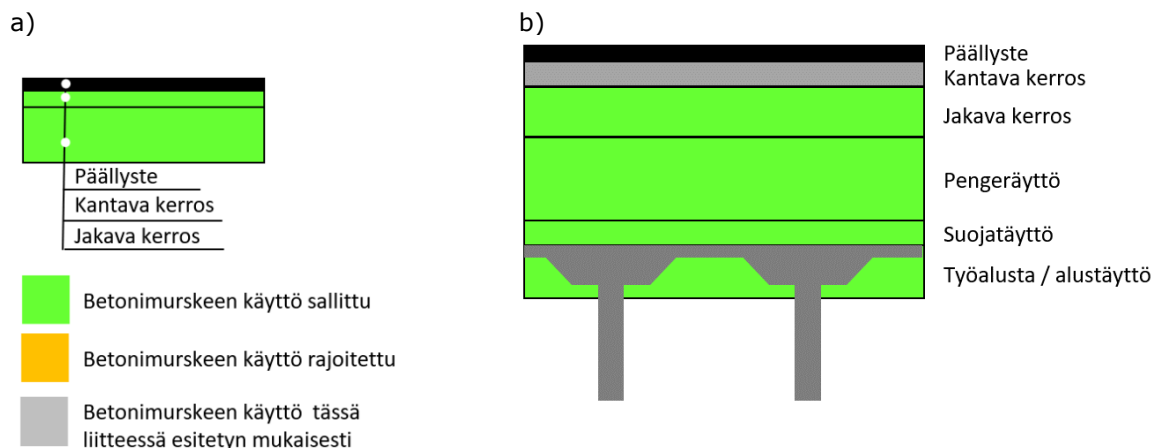 a)
Päällyste
Kantava kerros
Jakava kerros
Betonimurskeen käyttö sallittu
Betonimurskeen käyttö rajoitettu
Betonimurskeen käyttö tässä
liitteessä esitetyn mukaisesti
b)
Päällyste
Kantava kerros
Jakava kerros
Pengeräyttö
Suojatäyttö
Työalusta / alustäyttö